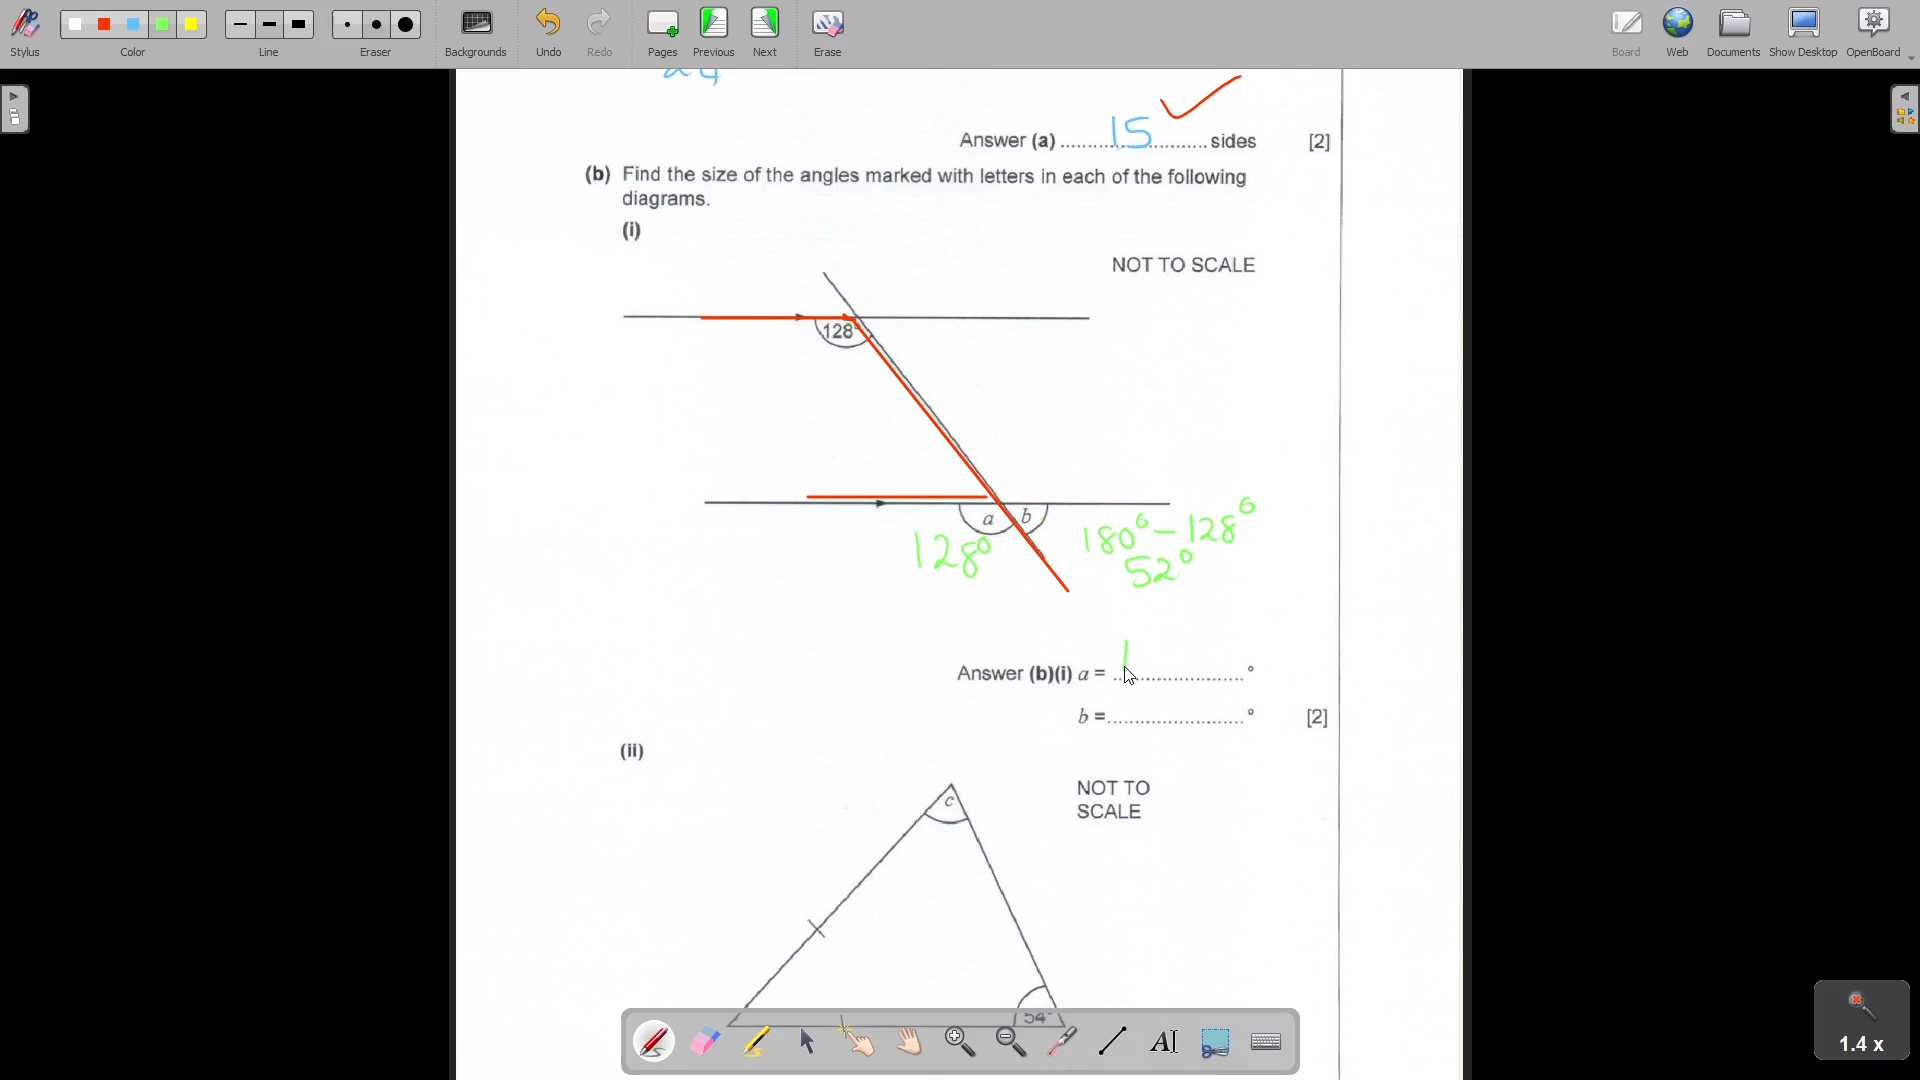 Stylus Color Line Eraser Backgrounds Undo Redo Pages Previous Next Erase Board Web Documents Show Desktop OpenBoard
Answer (a) 15 sides [2]
(b) Find the size of the angles marked with letters in each of the following
diagrams.
(i)
NOT TO SCALE
128°
a b
128°
180° - 128°
52°
Answer (b)(i) a = 1 °
b = ° [2]
(ii)
NOT TO
SCALE
c
54°
1.4 x